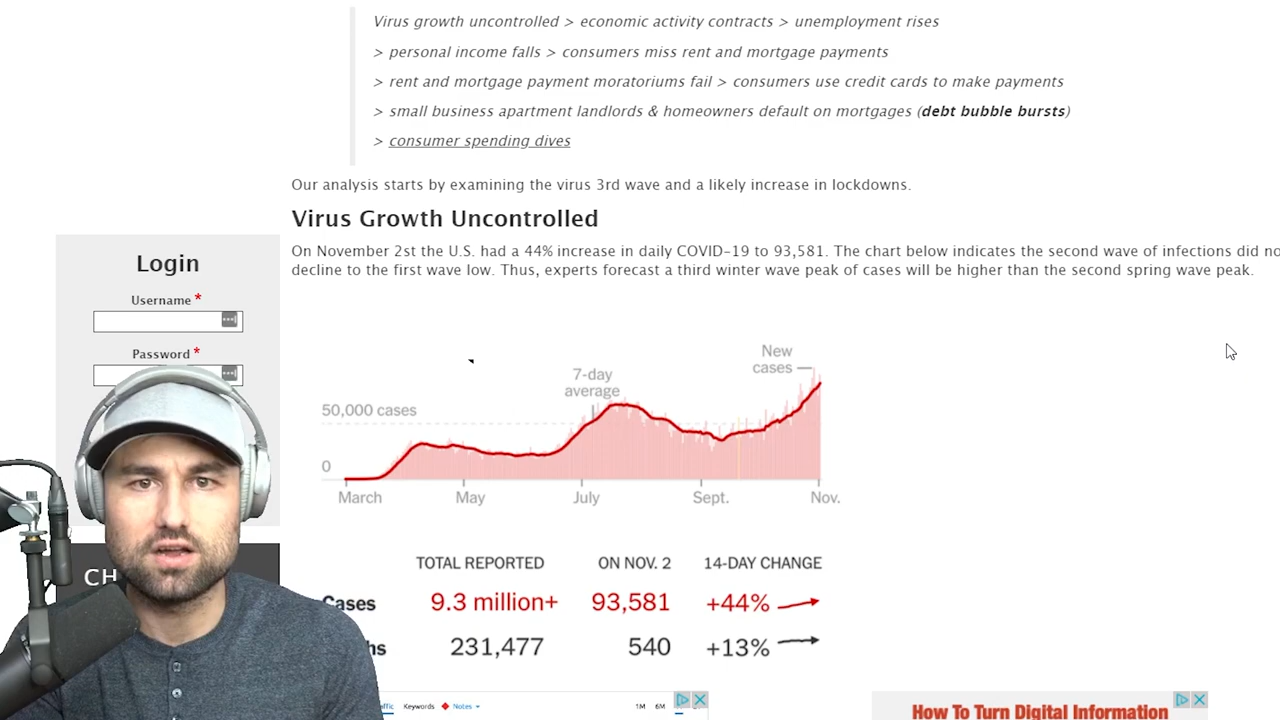 Virus growth uncontrolled > economic activity contracts > unemployment rises
> personal income falls > consumers miss rent and mortgage payments
> rent and mortgage payment moratoriums fail > consumers use credit cards to make payments
> small business apartment landlords & homeowners default on mortgages (debt bubble bursts)
> consumer spending dives
Our analysis starts by examining the virus 3rd wave and a likely increase in lockdowns.
Virus Growth Uncontrolled
On November 2st the U.S. had a 44% increase in daily COVID-19 to 93,581. The chart below indicates the second wave of infections did no
decline to the first wave low. Thus, experts forecast a third winter wave peak of cases will be higher than the second spring wave peak.
Login
Username *
Password *
CH
New
cases
7-day
average
50,000 cases
0
March May July Sept. Nov.
TOTAL REPORTED ON NOV. 2 14-DAY CHANGE
Cases 9.3 million+ 93,581 +44%
hs 231,477 540 +13%
Keywords Notes 1M 6M
How To Turn Digital Information